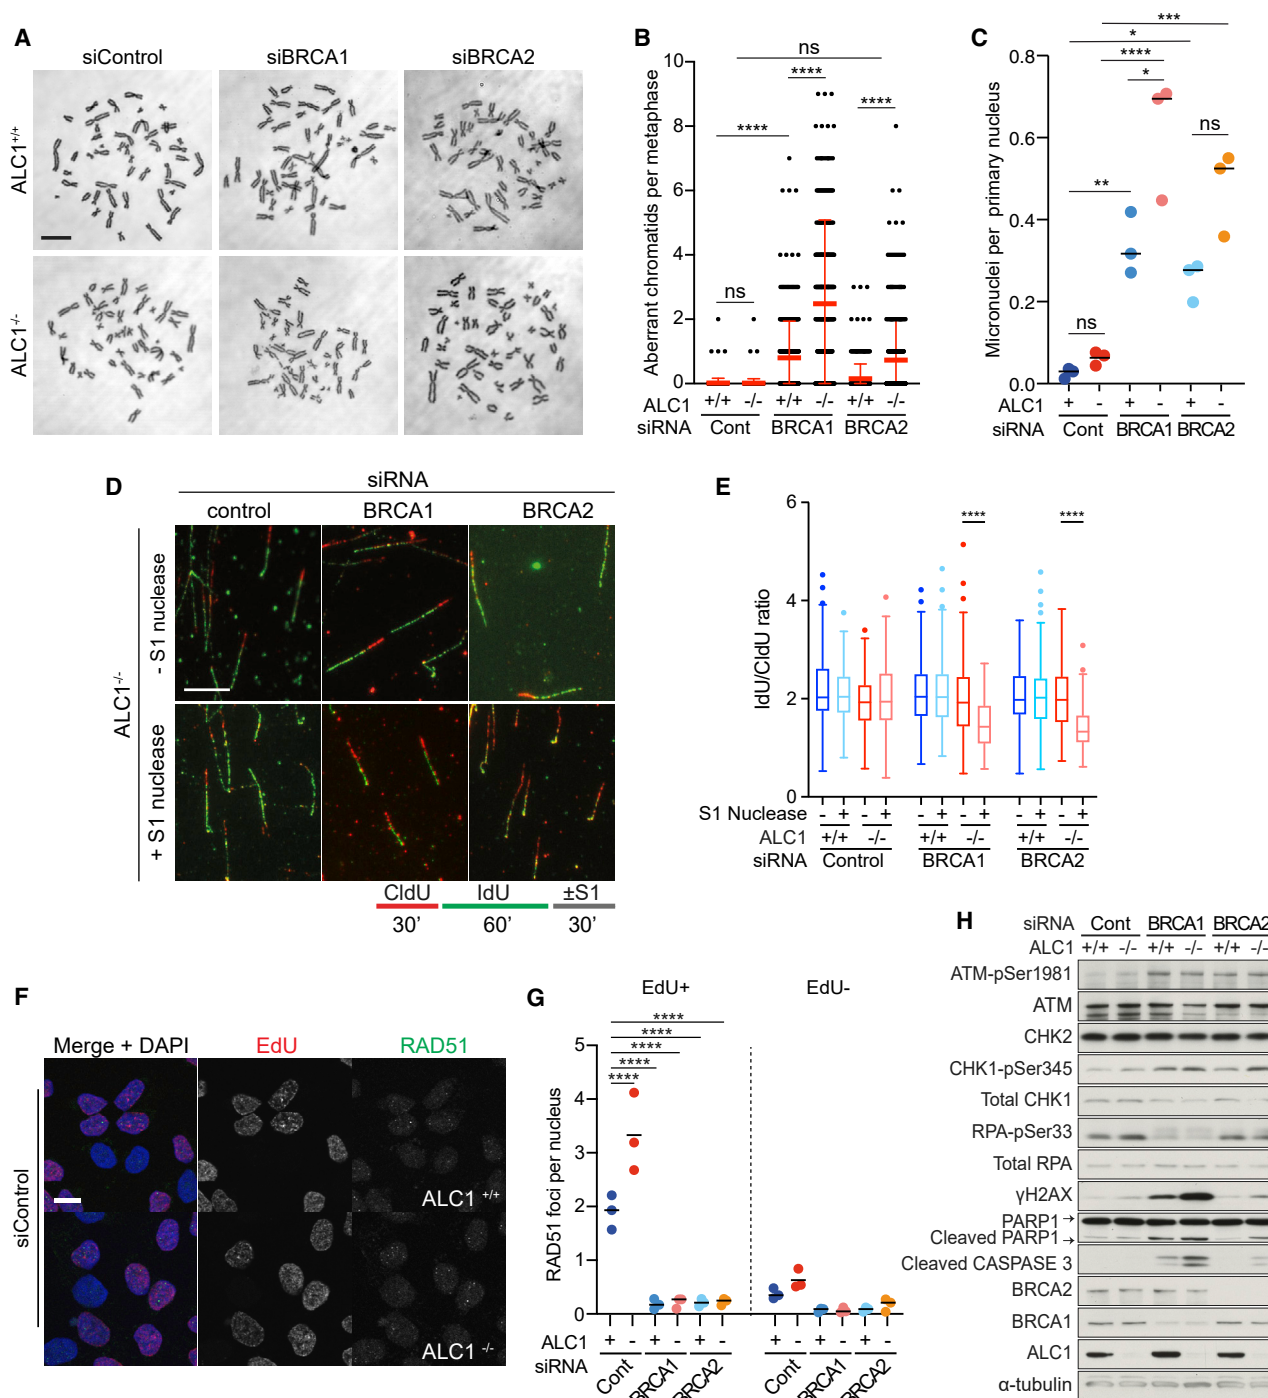 A
siControl
siBRCA1
siBRCA2
ALC1+/+
ALC1-/-
B
Aberrant chromatids per metaphase
10
8
6
4
2
0
ns
****
****
****
ns
ALC1
+/+
-/-
+/+
-/-
+/+
-/-
siRNA
Cont
BRCA1
BRCA2
C
Micronuclei per primary nucleus
0.8
0.6
0.4
0.2
0.0
***
*
****
*
ns
**
ns
ALC1
+
-
+
-
+
-
siRNA
Cont
BRCA1
BRCA2
D
siRNA
control
BRCA1
BRCA2
ALC1-/-
- S1 nuclease
+ S1 nuclease
CldU
IdU
±S1
30’
60’
30’
E
IdU/CldU ratio
6
4
2
0
****
****
S1 Nuclease
-
+
-
+
-
+
-
+
-
+
-
+
ALC1
+/+
-/-
+/+
-/-
+/+
-/-
siRNA
Control
BRCA1
BRCA2
F
Merge + DAPI
EdU
RAD51
siControl
ALC1 +/+
ALC1 -/-
G
EdU+
EdU-
RAD51 foci per nucleus
5
4
3
2
1
0
****
****
****
****
****
ALC1
+
-
+
-
+
-
+
-
+
-
+
-
siRNA
Cont
BRCA1
BRCA2
Cont
BRCA1
BRCA2
H
siRNA
Cont
BRCA1
BRCA2
ALC1
+/+
-/-
+/+
-/-
+/+
-/-
ATM-pSer1981
ATM
CHK2
CHK1-pSer345
Total CHK1
RPA-pSer33
Total RPA
γH2AX
PARP1→
Cleaved PARP1→
Cleaved CASPASE 3
BRCA2
BRCA1
ALC1
α-tubulin